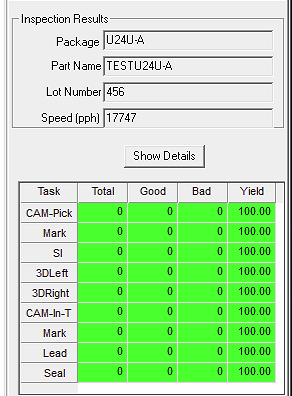 Inspection Results
Package U24U-A
Part Name TESTU24U-A
Lot Number 456
Speed (pph) 17747
Show Details
Task Total Good Bad Yield
CAM-Pick 0 0 0 100.00
Mark 0 0 0 100.00
SI 0 0 0 100.00
3DLeft 0 0 0 100.00
3DRight 0 0 0 100.00
CAM-In-T 0 0 0 100.00
Mark 0 0 0 100.00
Lead 0 0 0 100.00
Seal 0 0 0 100.00